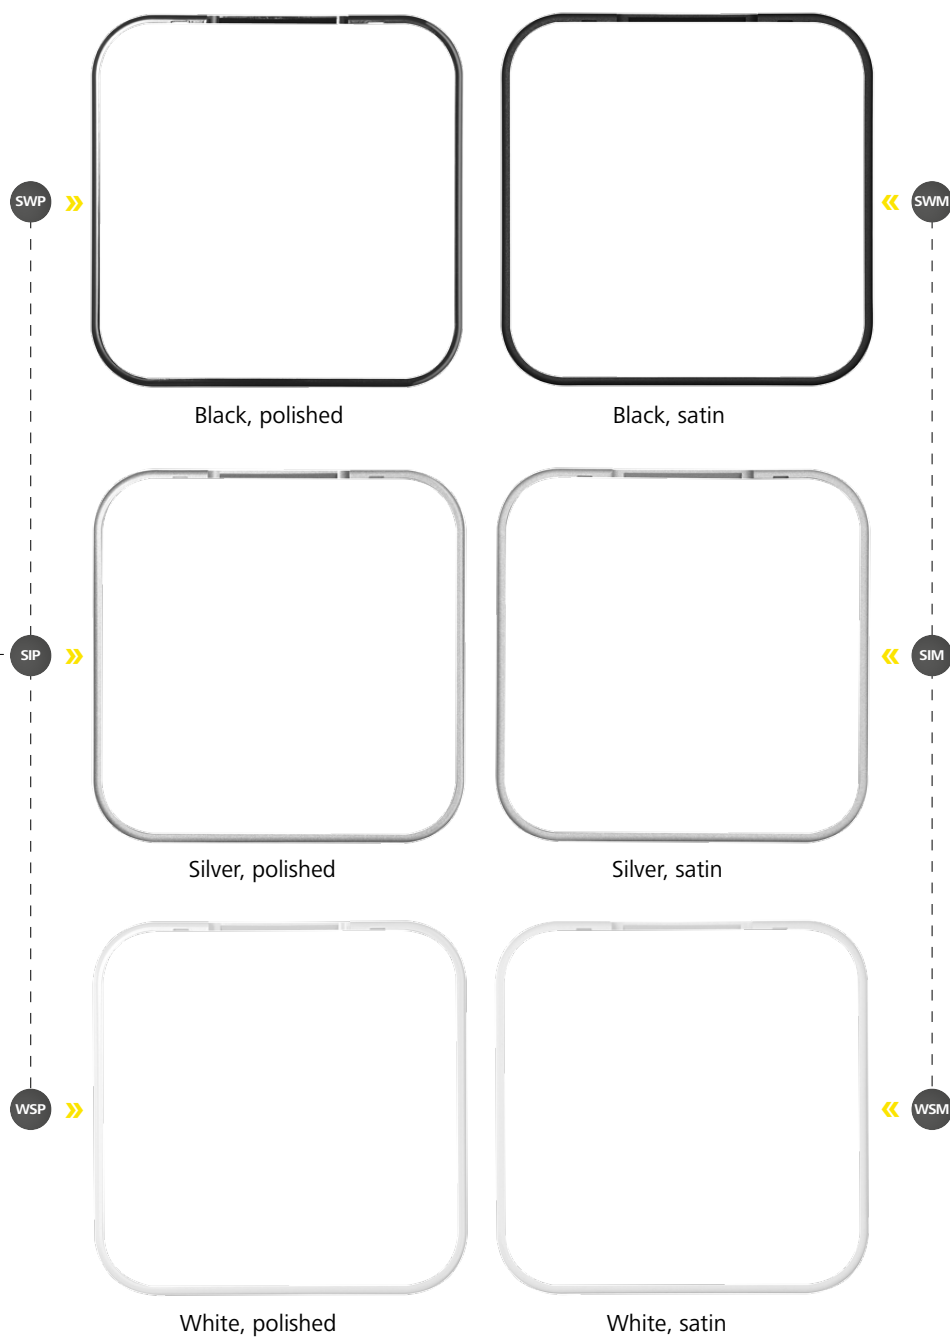 SWP
SWM
Black, polished
Black, satin
SIP
SIM
Silver, polished
Silver, satin
WSP
WSM
White, polished
White, satin